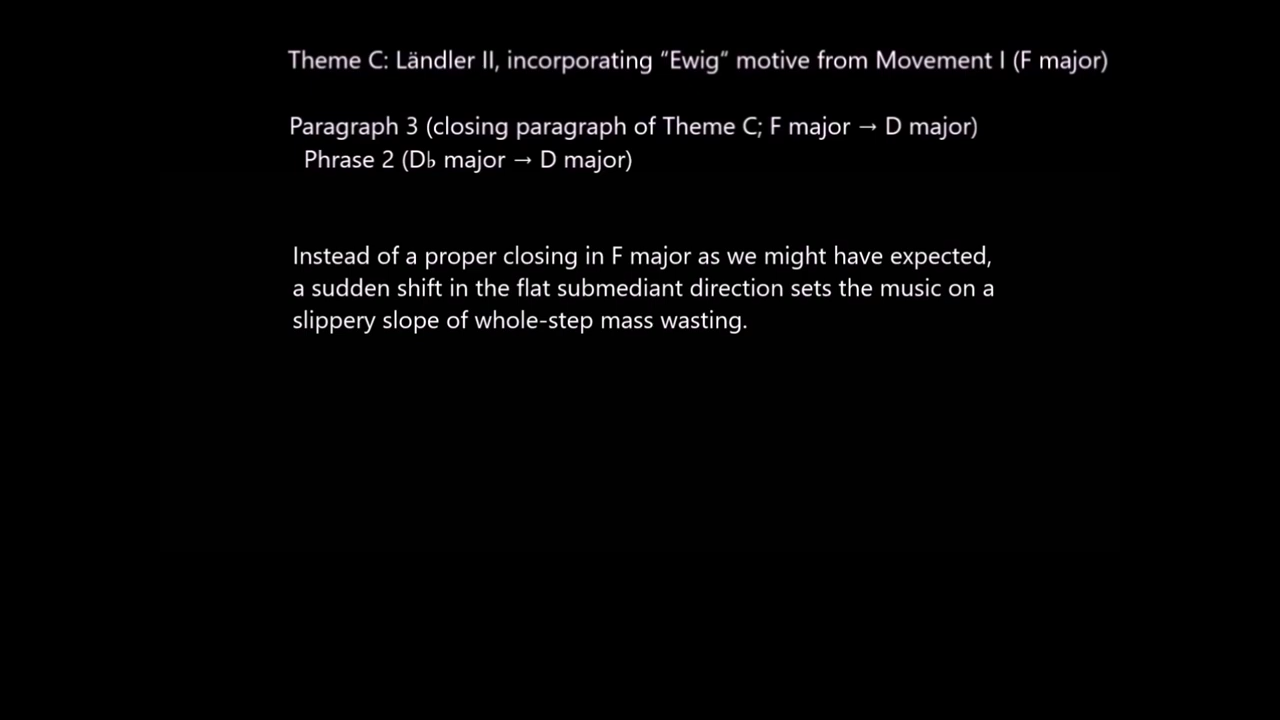 Theme C: Ländler II, incorporating “Ewig“ motive from Movement I (F major)
Paragraph 3 (closing paragraph of Theme C; F major → D major)
Phrase 2 (D♭ major → D major)
Instead of a proper closing in F major as we might have expected,
a sudden shift in the flat submediant direction sets the music on a
slippery slope of whole-step mass wasting.